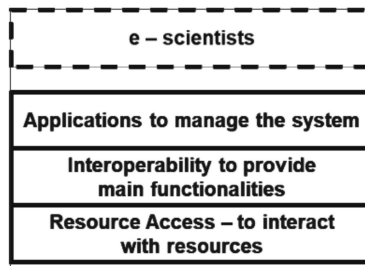 e – scientists
Applications to manage the system
Interoperability to provide
main functionalities
Resource Access – to interact
with resources